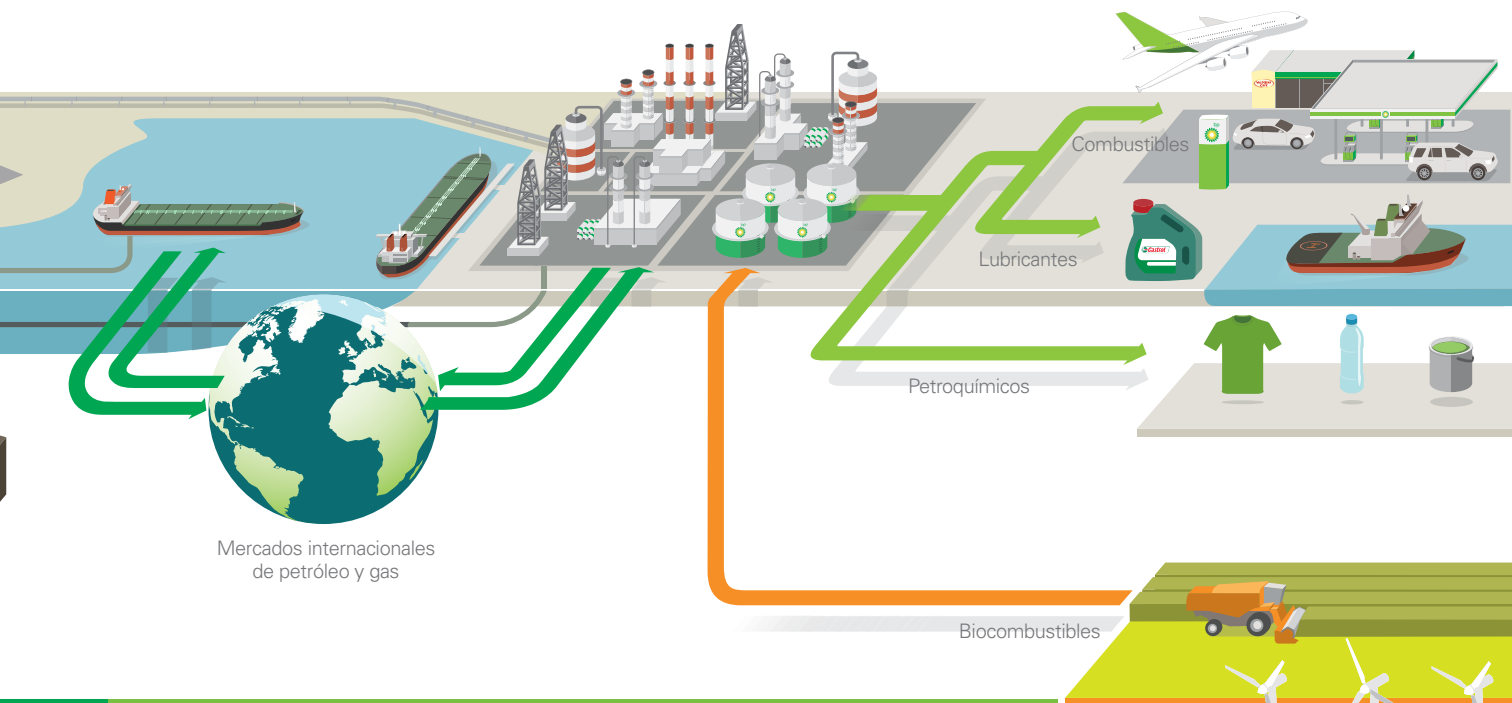 Combustibles
Lubricantes
Castrol
Petroquímicos
Mercados internacionales
de petróleo y gas
Biocombustibles